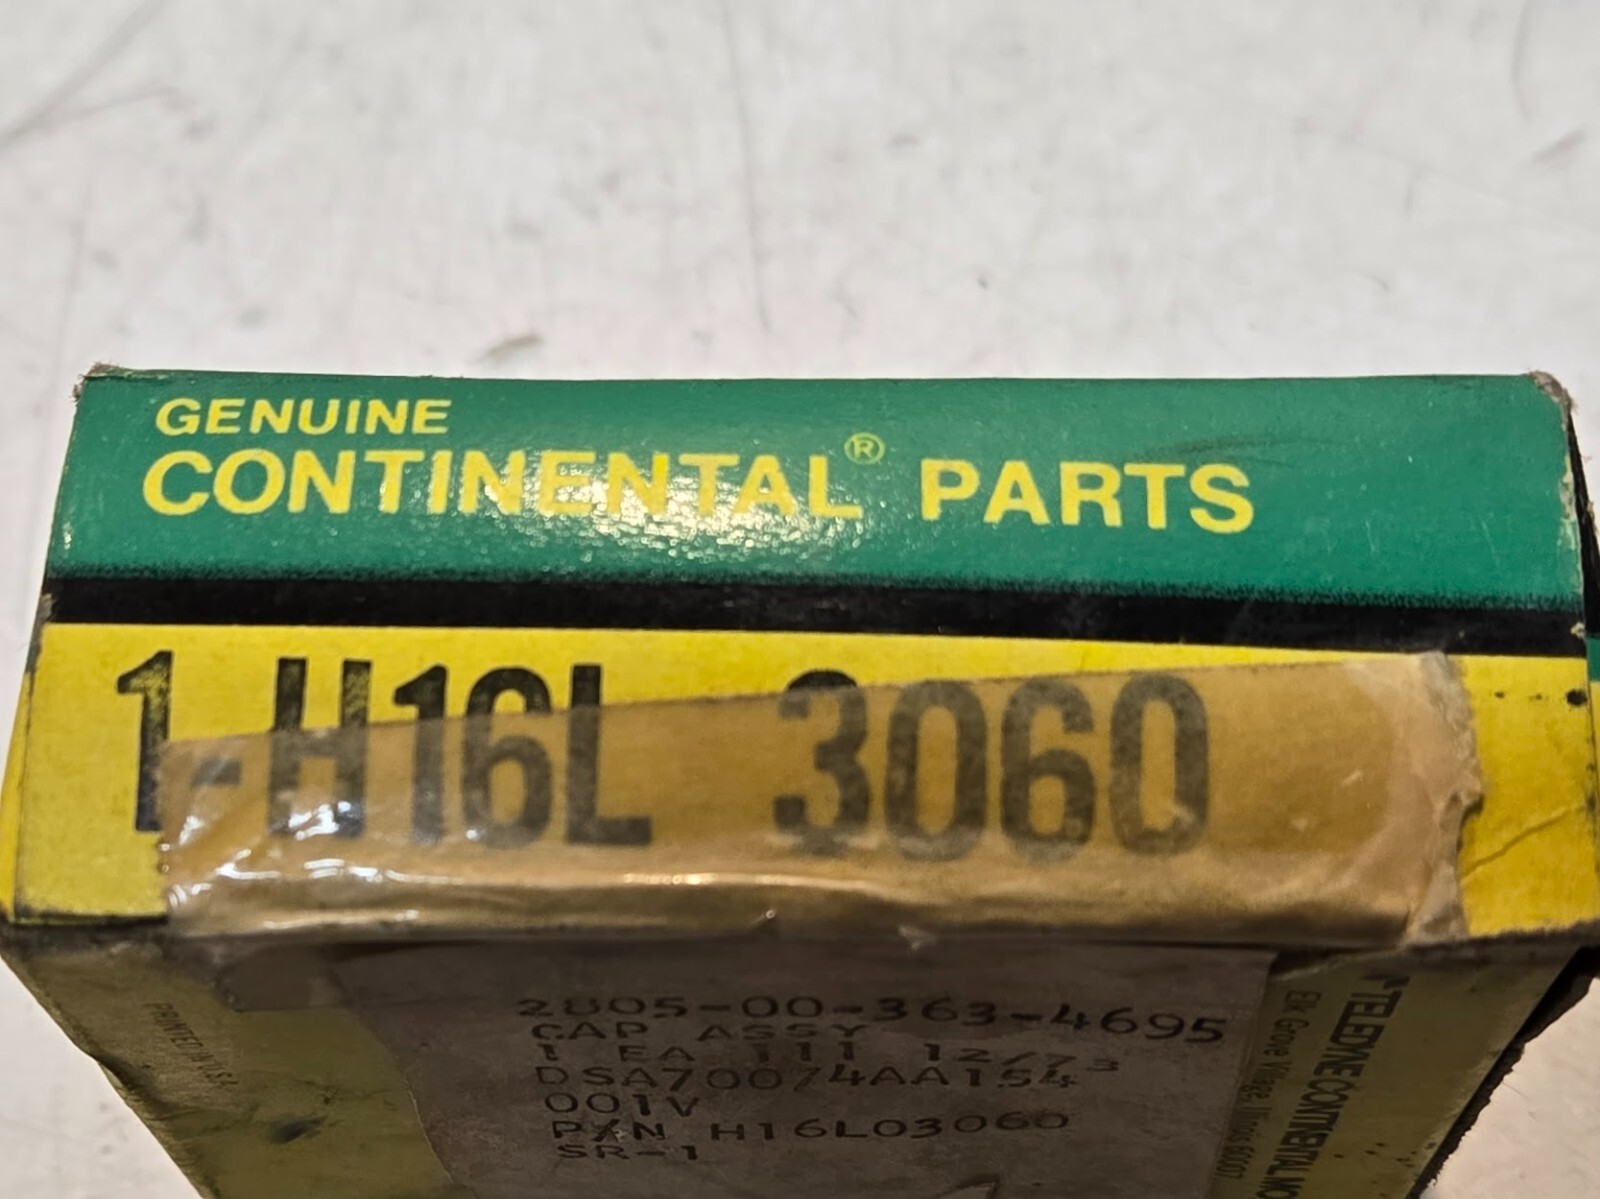 GENUINE
CONTINENTAL® PARTS
1-H16L 3060
2805-00-363-4695
CAP ASSY
1 EA 111 12/73
DSA70074AA154
001V
P/N H16L03060
SR-1
PRINTED IN U.S.A.
TELEDYNE CONTINENTAL MO
Elk Grove Village, Illinois 60007